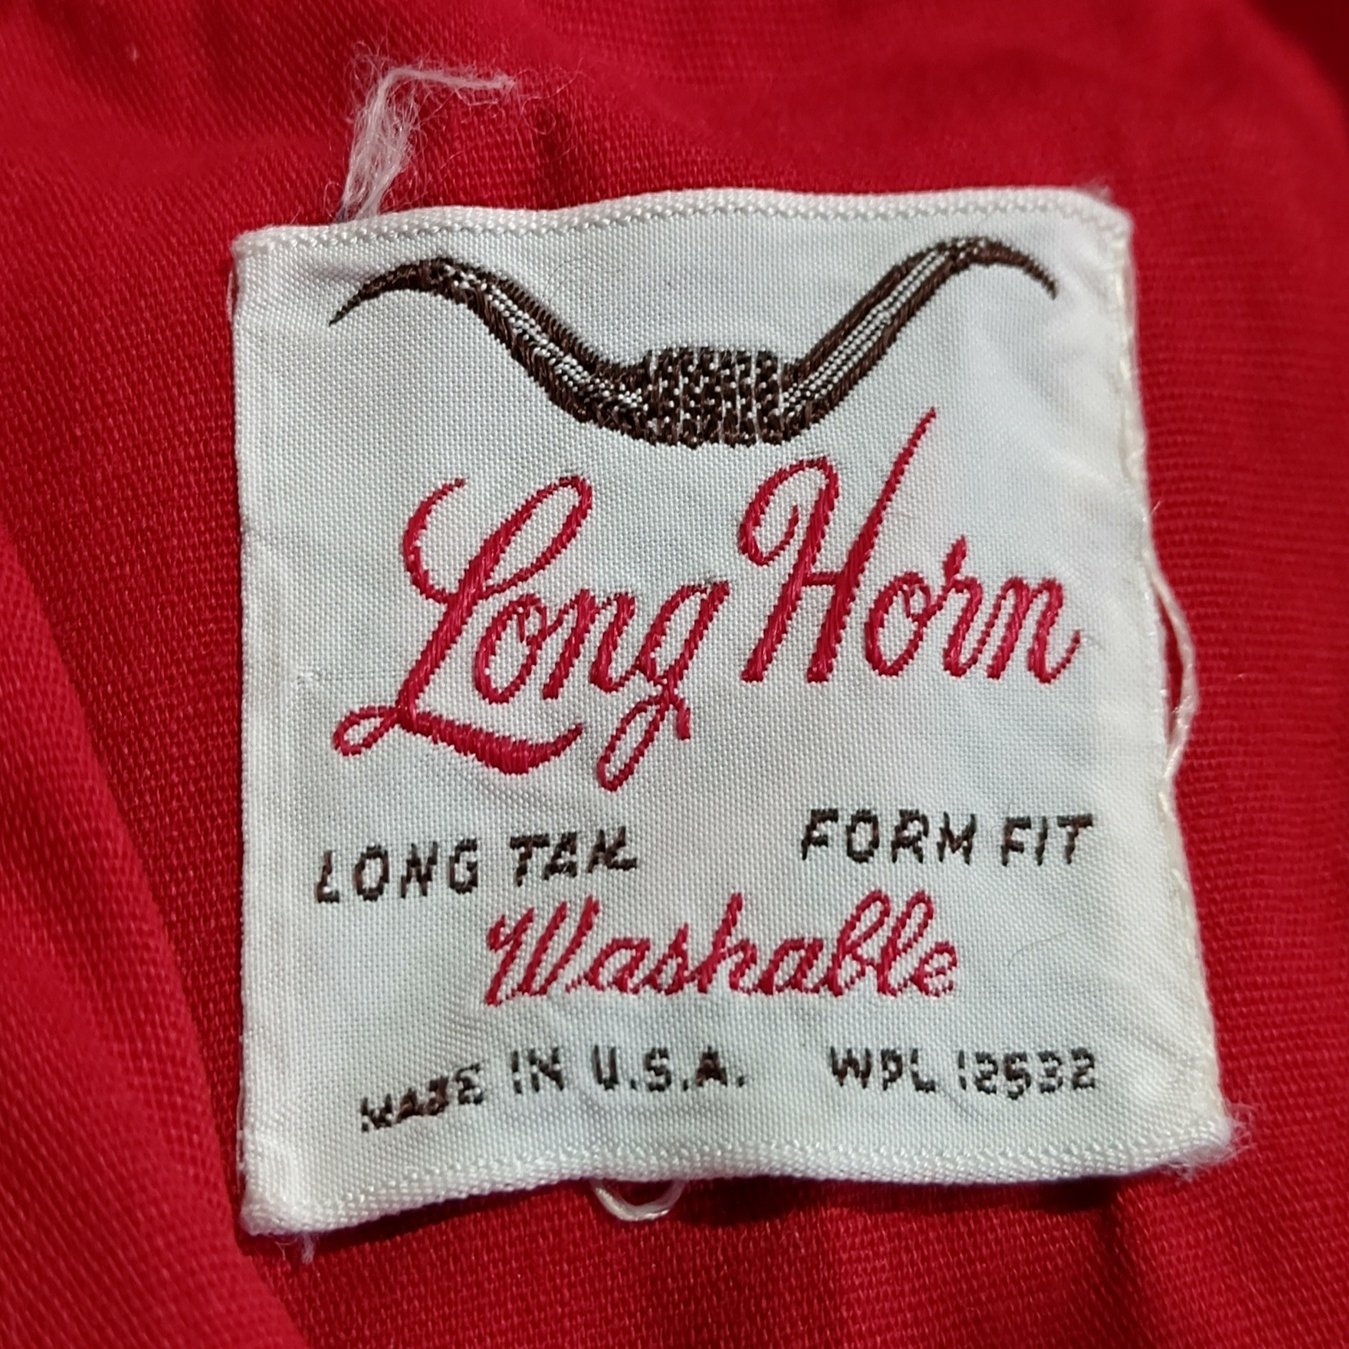 Long Horn
LONG TAIL FORM FIT
Washable
MADE IN U.S.A. WPL 12532